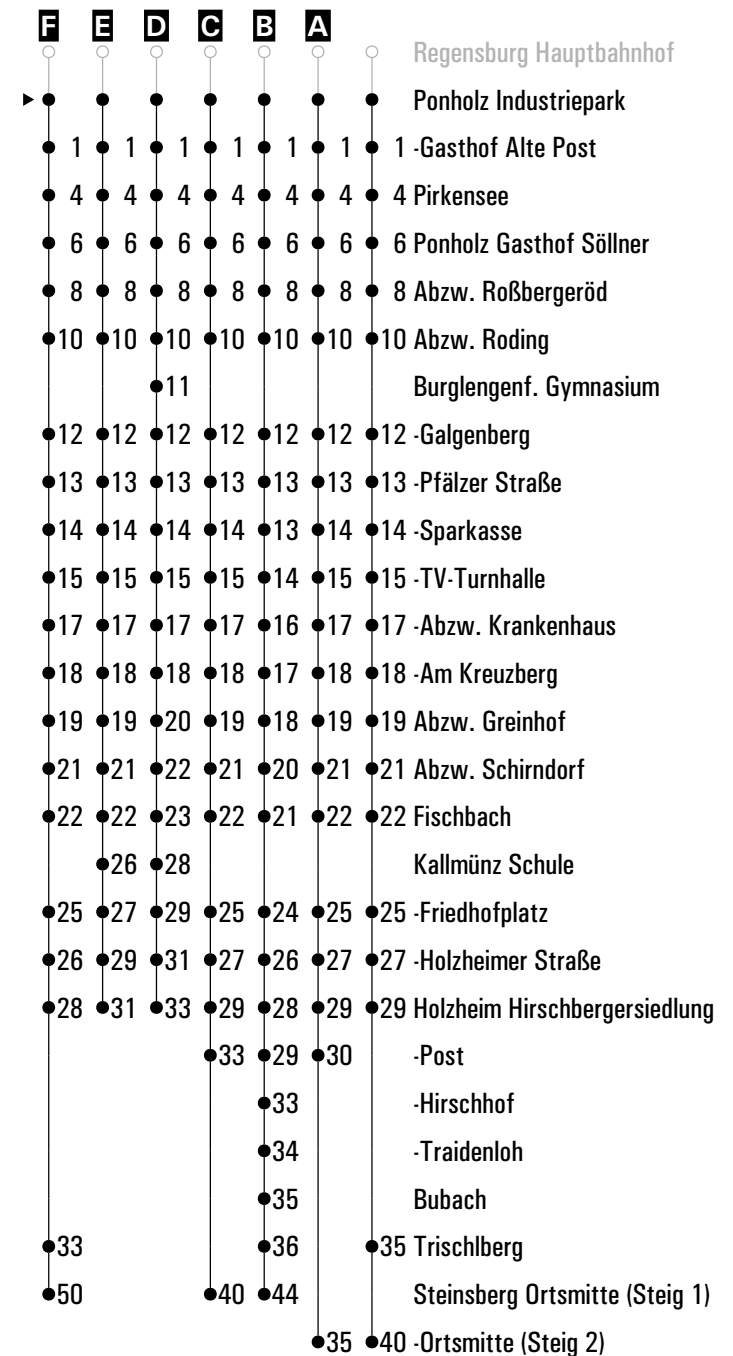 F E D C B A
Regensburg Hauptbahnhof
Ponholz Industriepark
1 1 1 1 1 1 1 -Gasthof Alte Post
4 4 4 4 4 4 4 Pirkensee
6 6 6 6 6 6 6 Ponholz Gasthof Söllner
8 8 8 8 8 8 8 Abzw. Roßbergeröd
10 10 10 10 10 10 10 Abzw. Roding
11 Burglengenf. Gymnasium
12 12 12 12 12 12 12 -Galgenberg
13 13 13 13 13 13 13 -Pfälzer Straße
14 14 14 14 13 14 14 -Sparkasse
15 15 15 15 14 15 15 -TV-Turnhalle
17 17 17 17 16 17 17 -Abzw. Krankenhaus
18 18 18 18 17 18 18 -Am Kreuzberg
19 19 20 19 18 19 19 Abzw. Greinhof
21 21 22 21 20 21 21 Abzw. Schirndorf
22 22 23 22 21 22 22 Fischbach
26 28 Kallmünz Schule
25 27 29 25 24 25 25 -Friedhofplatz
26 29 31 27 26 27 27 -Holzheimer Straße
28 31 33 29 28 29 29 Holzheim Hirschbergersiedlung
33 29 30 -Post
33 -Hirschhof
34 -Traidenloh
35 Bubach
33 36 35 Trischlberg
50 40 44 Steinsberg Ortsmitte (Steig 1)
35 40 -Ortsmitte (Steig 2)